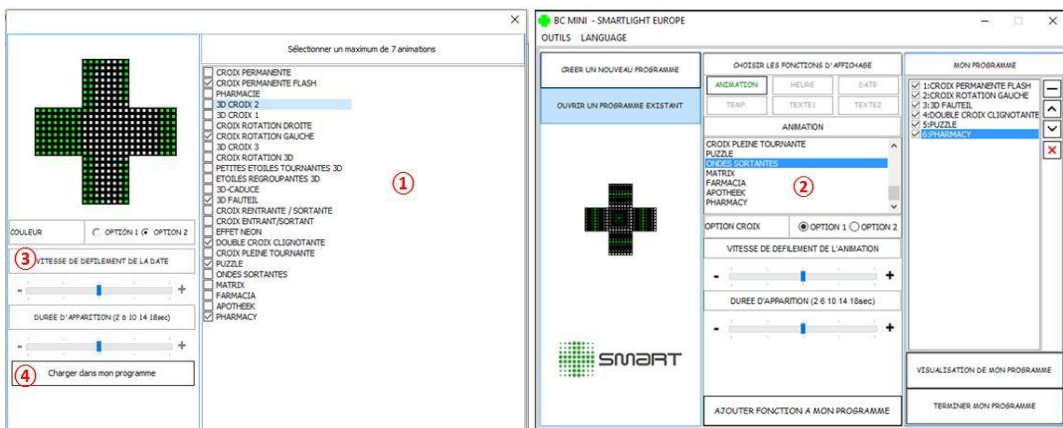 Sélectionner un maximum de 7 animations
CROIX PERMANENTE
CROIX PERMANENTE FLASH
PHARMACIE
3D CROIX 2
3D CROIX 1
CROIX ROTATION DROITE
CROIX ROTATION GAUCHE
3D CROIX 3
CROIX ROTATION 3D
PETITES ETOILES TOURNANTES 3D
ETOILES REGROUPANTES 3D
3D-CADUCE
3D FAUTEIL
CROIX RENTRANTE / SORTANTE
CROIX ENTRANT/SORTANT
EFFET NEON
DOUBLE CROIX CLIGNOTANTE
CROIX PLEINE TOURNANTE
PUZZLE
ONDES SORTANTES
MATRIX
FARMACIA
APOTHEEK
PHARMACY
1
COULEUR
OPTION 1 OPTION 2
3
VITESSE DE DEFILEMENT DE LA DATE
- +
DUREE D'APPARITION (2 6 10 14 18sec)
- +
4
Charger dans mon programme
BC MINI - SMARTLIGHT EUROPE
OUTILS LANGUAGE
CREER UN NOUVEAU PROGRAMME
OUVRIR UN PROGRAMME EXISTANT
SMART
CHOISIR LES FONCTIONS D'AFFICHAGE
ANIMATION HEURE DATE
TEMP. TEXTE1 TEXTE2
ANIMATION
CROIX PLEINE TOURNANTE
PUZZLE
ONDES SORTANTES
MATRIX
FARMACIA
APOTHEEK
PHARMACY
2
OPTION CROIX OPTION 1 OPTION 2
VITESSE DE DEFILEMENT DE L'ANIMATION
- +
DUREE D'APPARITION (2 6 10 14 18sec)
- +
AJOUTER FONCTION A MON PROGRAMME
MON PROGRAMME
1:CROIX PERMANENTE FLASH
2:CROIX ROTATION GAUCHE
3:3D FAUTEIL
4:DOUBLE CROIX CLIGNOTANTE
5:PUZZLE
6:PHARMACY
VISUALISATION DE MON PROGRAMME
TERMINER MON PROGRAMME